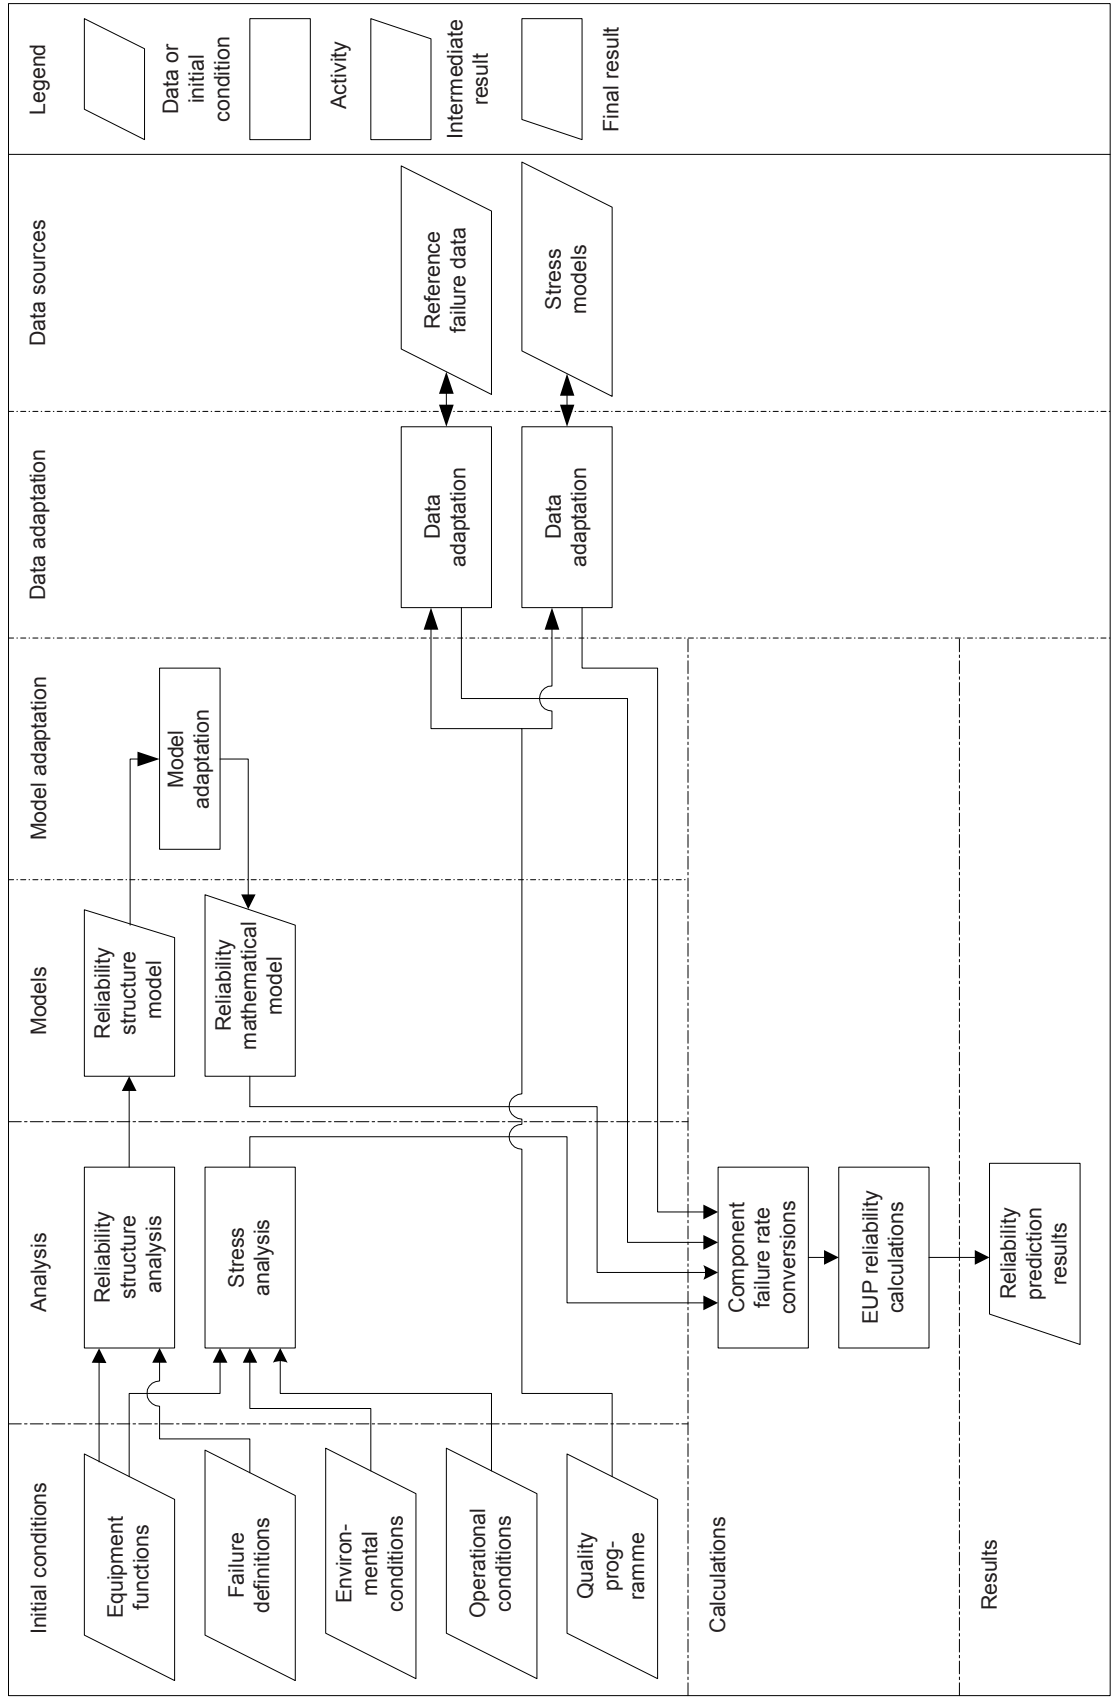 Initial conditions
Analysis
Models
Model adaptation
Data adaptation
Data sources
Legend
Equipment
functions
Failure
definitions
Environ-
mental
conditions
Operational
conditions
Quality
prog-
ramme
Reliability
structure
analysis
Stress
analysis
Reliability
structure
model
Reliability
mathematical
model
Model
adaptation
Data
adaptation
Data
adaptation
Reference
failure data
Stress
models
Data or
initial
condition
Activity
Intermediate
result
Final result
Calculations
Component
failure rate
conversions
EUP reliability
calculations
Results
Reliability
prediction
results